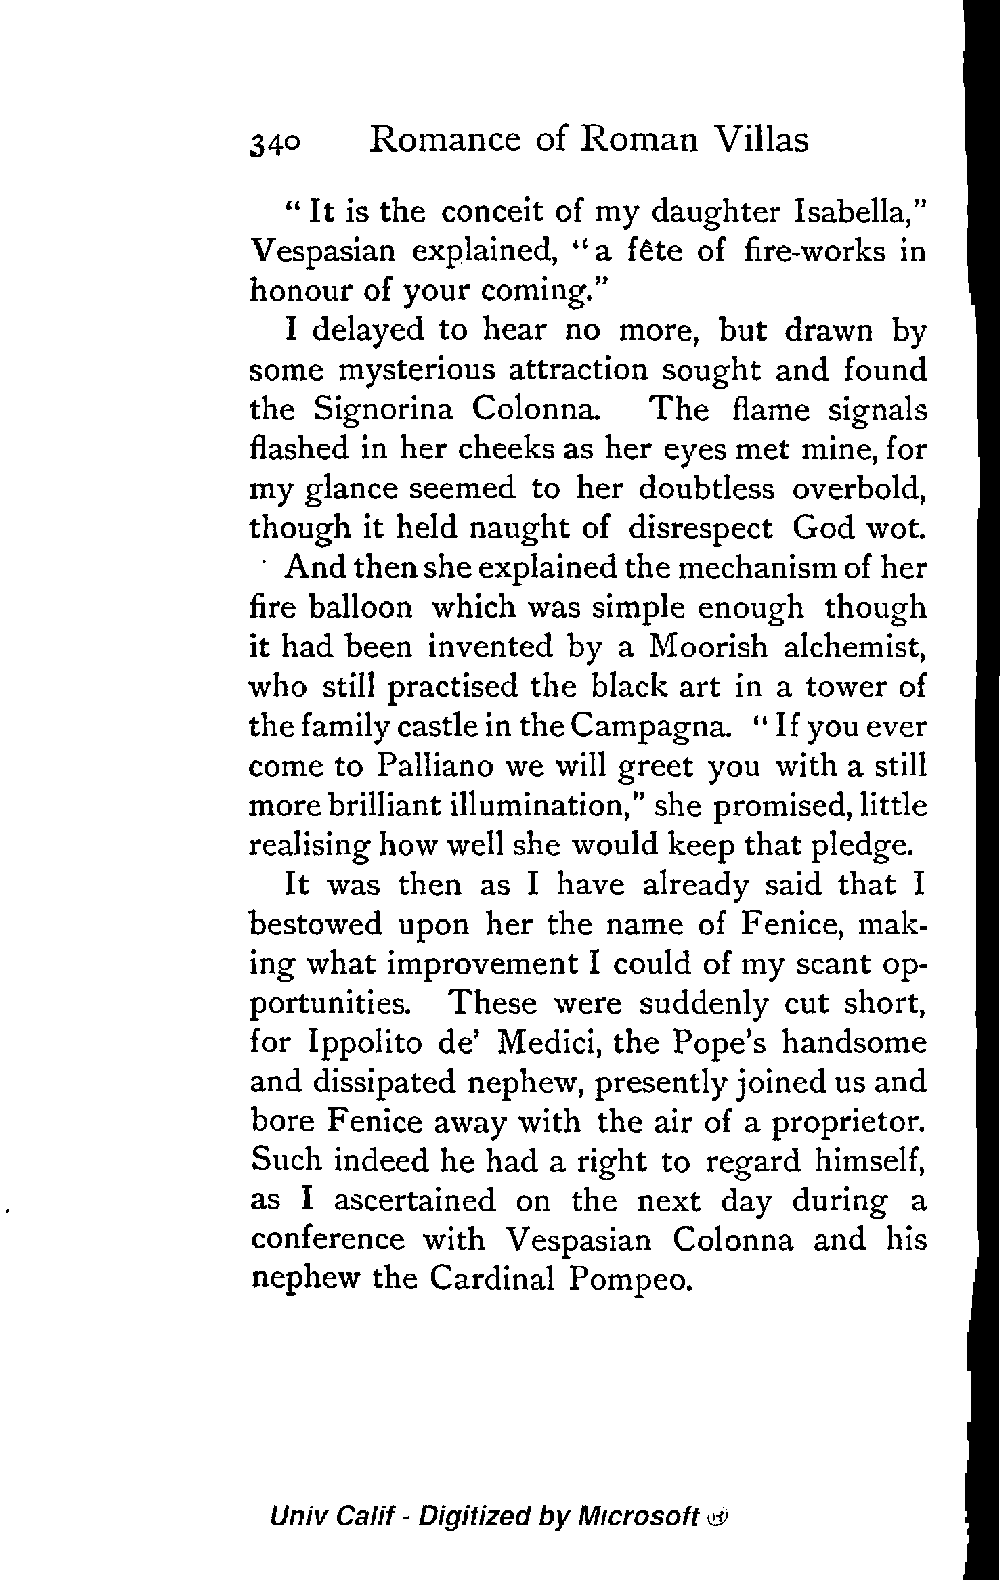 340 Romance of Roman Villas
“ It is the conceit of my daughter Isabella,”
Vespasian explained, “ a fête of fire-works in
honour of your coming.”
I delayed to hear no more, but drawn by
some mysterious attraction sought and found
the Signorina Colonna. The flame signals
flashed in her cheeks as her eyes met mine, for
my glance seemed to her doubtless overbold,
though it held naught of disrespect God wot.
And then she explained the mechanism of her
fire balloon which was simple enough though
it had been invented by a Moorish alchemist,
who still practised the black art in a tower of
the family castle in the Campagna. “ If you ever
come to Palliano we will greet you with a still
more brilliant illumination,” she promised, little
realising how well she would keep that pledge.
It was then as I have already said that I
bestowed upon her the name of Fenice, mak-
ing what improvement I could of my scant op-
portunities. These were suddenly cut short,
for Ippolito de’ Medici, the Pope’s handsome
and dissipated nephew, presently joined us and
bore Fenice away with the air of a proprietor.
Such indeed he had a right to regard himself,
as I ascertained on the next day during a
conference with Vespasian Colonna and his
nephew the Cardinal Pompeo.
Univ Calif - Digitized by Microsoft ®